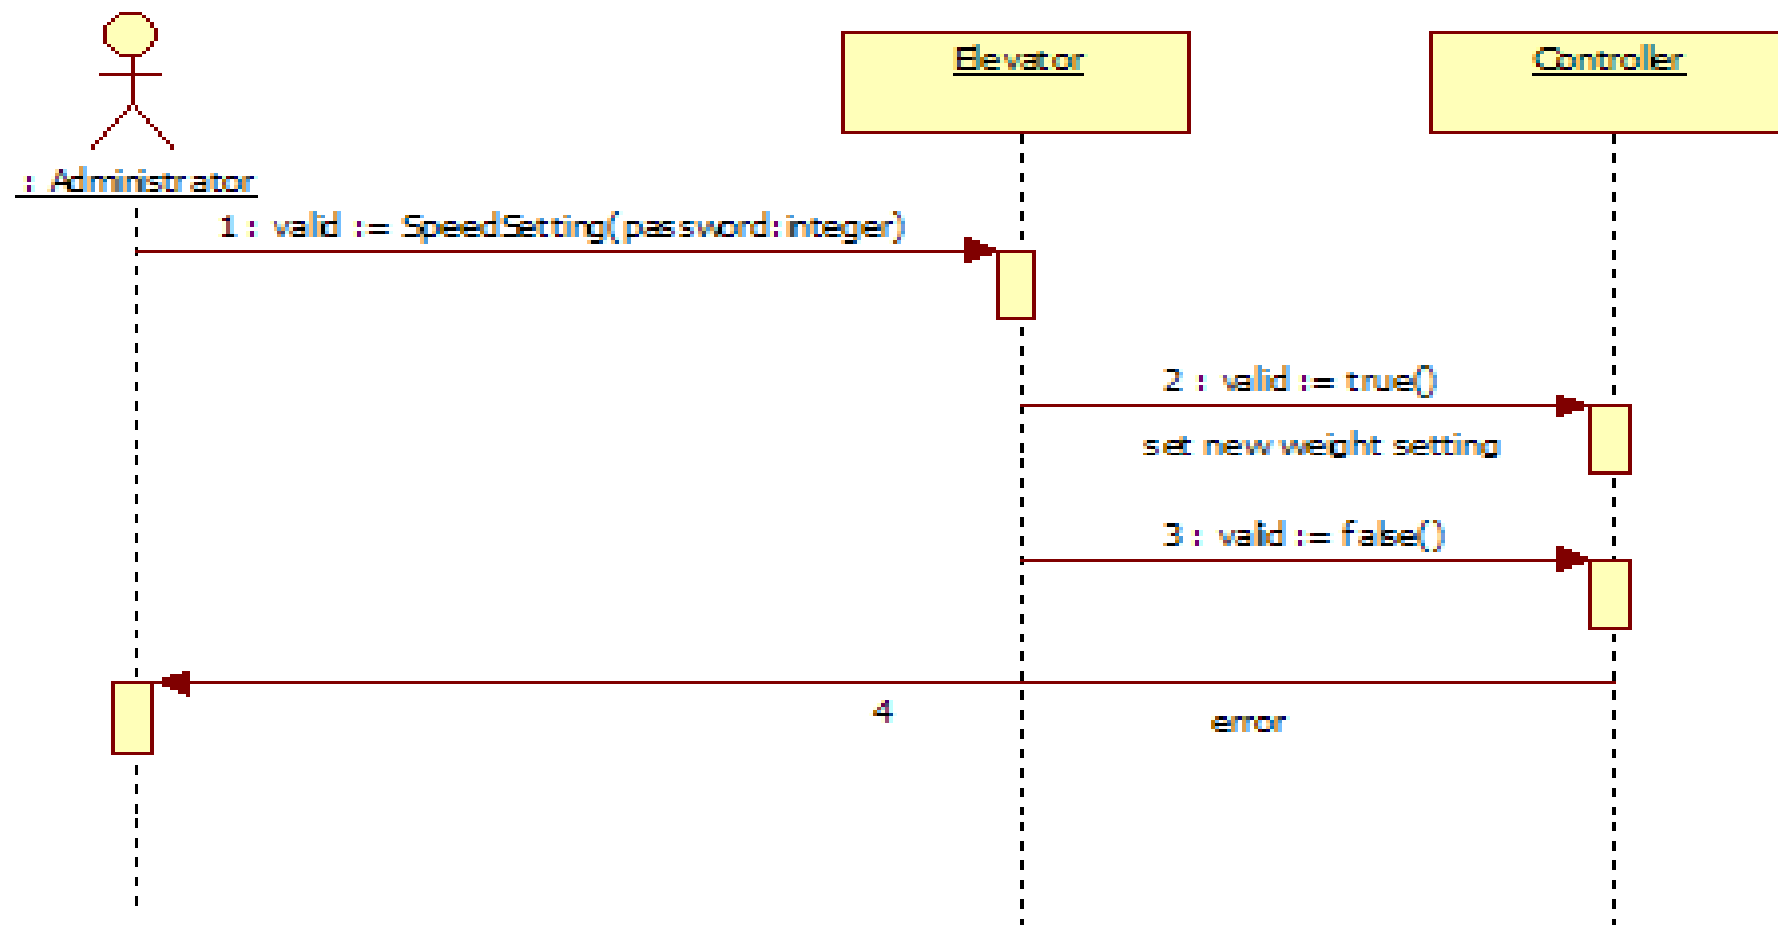 Elevator
Controller
: Administrator
1 : valid := SpeedSetting(password:integer)
2 : valid := true()
set new weight setting
3 : valid := false()
4
error